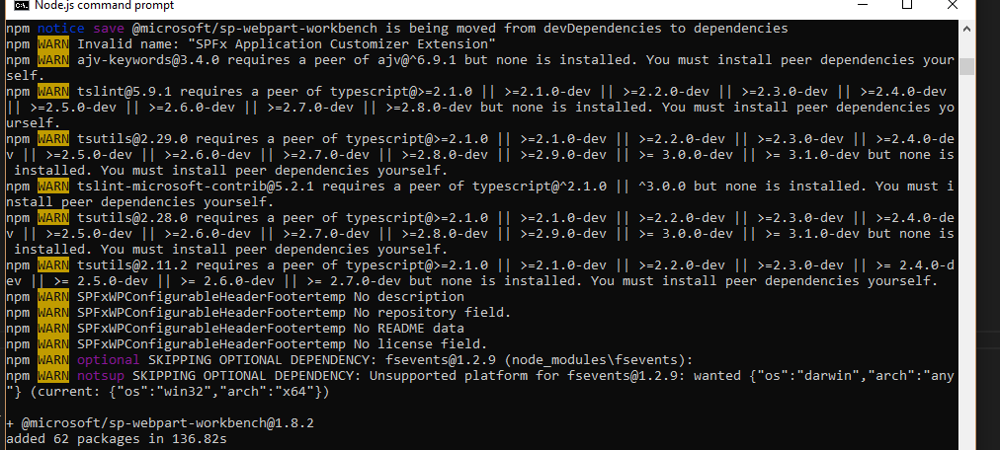 Node.js command prompt
npm notice save @microsoft/sp-webpart-workbench is being moved from devDependencies to dependencies
npm WARN Invalid name: "SPFx Application Customizer Extension"
npm WARN ajv-keywords@3.4.0 requires a peer of ajv@^6.9.1 but none is installed. You must install peer dependencies your
self.
npm WARN tslint@5.9.1 requires a peer of typescript@>=2.1.0 || >=2.1.0-dev || >=2.2.0-dev || >=2.3.0-dev || >=2.4.0-dev
|| >=2.5.0-dev || >=2.6.0-dev || >=2.7.0-dev || >=2.8.0-dev but none is installed. You must install peer dependencies yo
urself.
npm WARN tsutils@2.29.0 requires a peer of typescript@>=2.1.0 || >=2.1.0-dev || >=2.2.0-dev || >=2.3.0-dev || >=2.4.0-de
v || >=2.5.0-dev || >=2.6.0-dev || >=2.7.0-dev || >=2.8.0-dev || >=2.9.0-dev || >= 3.0.0-dev || >= 3.1.0-dev but none is
 installed. You must install peer dependencies yourself.
npm WARN tslint-microsoft-contrib@5.2.1 requires a peer of typescript@^2.1.0 || ^3.0.0 but none is installed. You must i
nstall peer dependencies yourself.
npm WARN tsutils@2.28.0 requires a peer of typescript@>=2.1.0 || >=2.1.0-dev || >=2.2.0-dev || >=2.3.0-dev || >=2.4.0-de
v || >=2.5.0-dev || >=2.6.0-dev || >=2.7.0-dev || >=2.8.0-dev || >=2.9.0-dev || >= 3.0.0-dev || >= 3.1.0-dev but none is
 installed. You must install peer dependencies yourself.
npm WARN tsutils@2.11.2 requires a peer of typescript@>=2.1.0 || >=2.1.0-dev || >=2.2.0-dev || >=2.3.0-dev || >= 2.4.0-d
ev || >= 2.5.0-dev || >= 2.6.0-dev || >= 2.7.0-dev but none is installed. You must install peer dependencies yourself.
npm WARN SPFxWPConfigurableHeaderFootertemp No description
npm WARN SPFxWPConfigurableHeaderFootertemp No repository field.
npm WARN SPFxWPConfigurableHeaderFootertemp No README data
npm WARN SPFxWPConfigurableHeaderFootertemp No license field.
npm WARN optional SKIPPING OPTIONAL DEPENDENCY: fsevents@1.2.9 (node_modules\fsevents):
npm WARN notsup SKIPPING OPTIONAL DEPENDENCY: Unsupported platform for fsevents@1.2.9: wanted {"os":"darwin","arch":"any
"} (current: {"os":"win32","arch":"x64"})
+ @microsoft/sp-webpart-workbench@1.8.2
added 62 packages in 136.82s